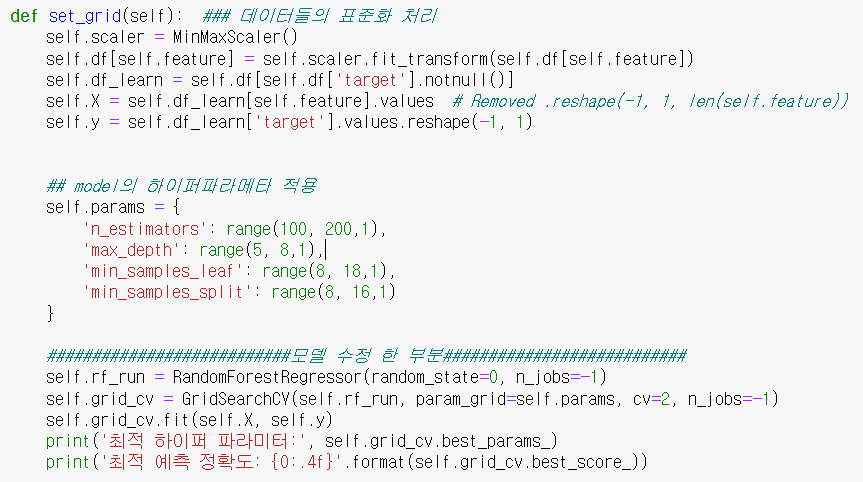 def set_grid(self):  ### 데이터들의 표준화 처리
    self.scaler = MinMaxScaler()
    self.df[self.feature] = self.scaler.fit_transform(self.df[self.feature])
    self.df_learn = self.df[self.df['target'].notnull()]
    self.X = self.df_learn[self.feature].values  # Removed .reshape(-1, 1, len(self.feature))
    self.y = self.df_learn['target'].values.reshape(-1, 1)
    ## model의 하이퍼파라메타 적용
    self.params = {
        'n_estimators': range(100, 200,1),
        'max_depth': range(5, 8,1),
        'min_samples_leaf': range(8, 18,1),
        'min_samples_split': range(8, 16,1)
    }
    ###########################모델 수정 한 부분###########################
    self.rf_run = RandomForestRegressor(random_state=0, n_jobs=-1)
    self.grid_cv = GridSearchCV(self.rf_run, param_grid=self.params, cv=2, n_jobs=-1)
    self.grid_cv.fit(self.X, self.y)
    print('최적 하이퍼 파라미터:', self.grid_cv.best_params_)
    print('최적 예측 정확도: {0:.4f}'.format(self.grid_cv.best_score_))